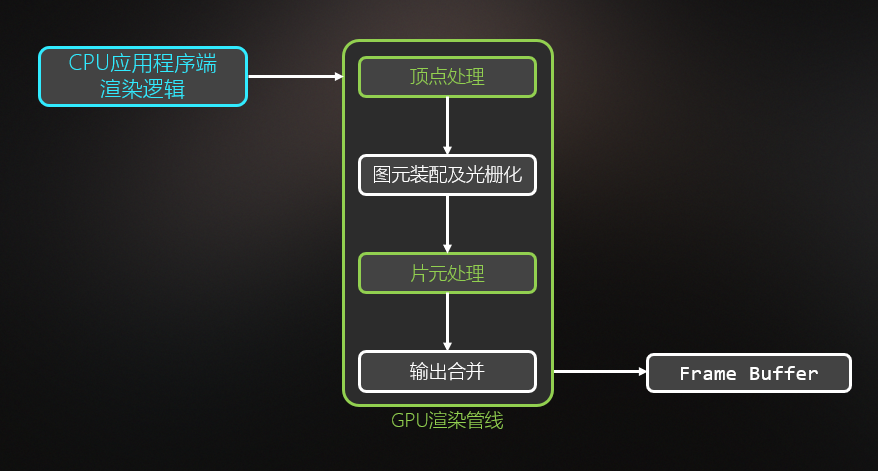 CPU应用程序端
渲染逻辑
顶点处理
图元装配及光栅化
片元处理
输出合并
Frame Buffer
GPU渲染管线